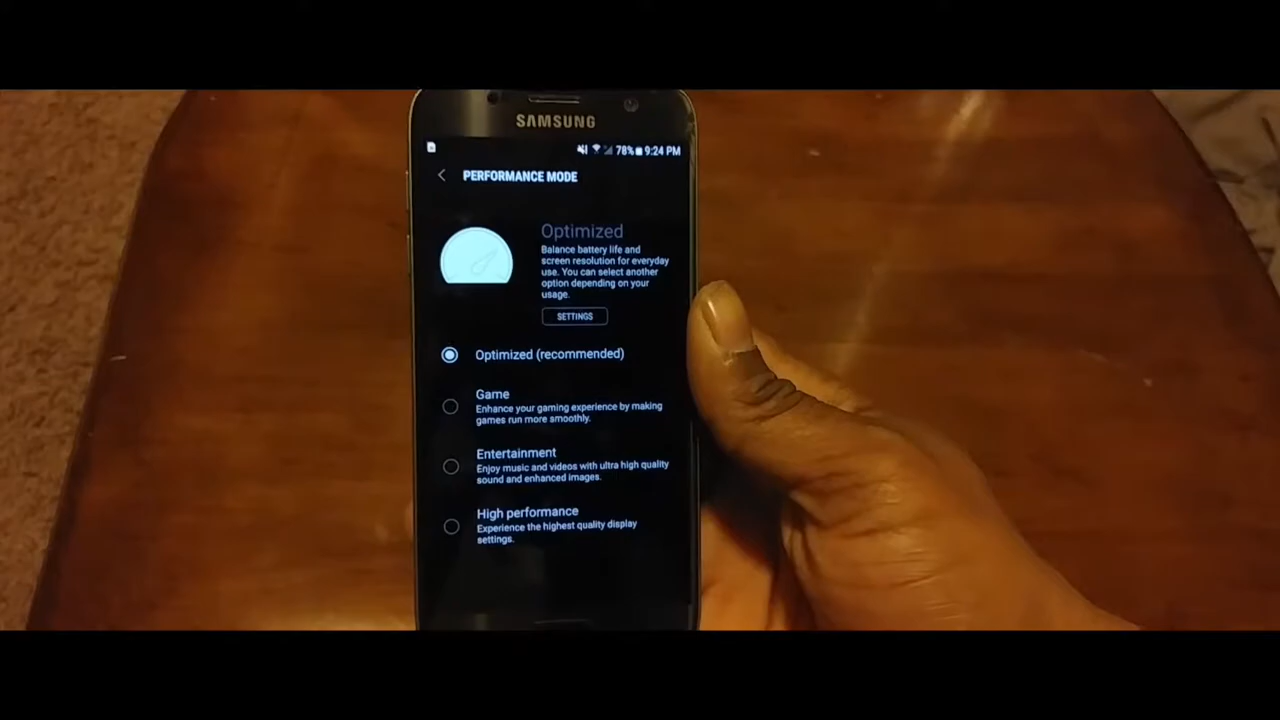 SAMSUNG
78% 9:24 PM
PERFORMANCE MODE
Optimized
Balance battery life and
screen resolution for everyday
use. You can select another
option depending on your
usage.
SETTINGS
Optimized (recommended)
Game
Enhance your gaming experience by making
games run more smoothly.
Entertainment
Enjoy music and videos with ultra high quality
sound and enhanced images.
High performance
Experience the highest quality display
settings.